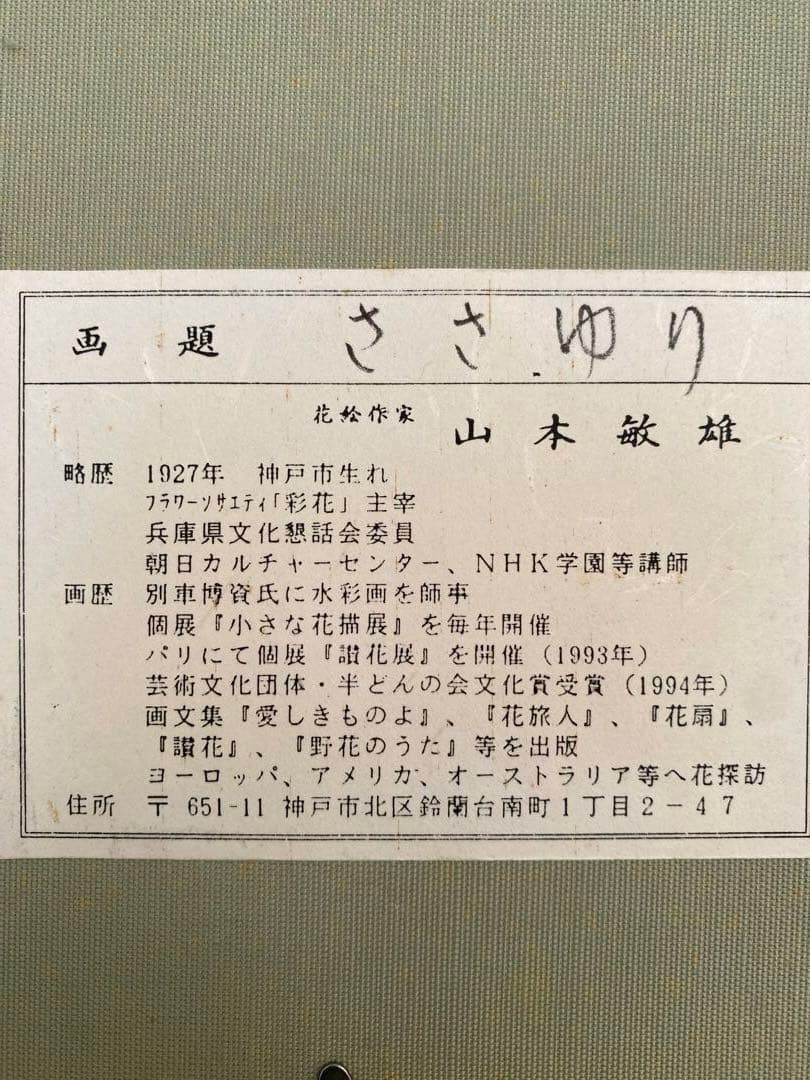 画 題 ささゆり
花絵作家 山本敏雄
略歴 1927年 神戸市生れ
フラワーソサエティ「彩花」主宰
兵庫県文化懇話会委員
朝日カルチャーセンター、NHK学園等講師
画歴 別車博資氏に水彩画を師事
個展『小さな花描展』を毎年開催
パリにて個展『讃花展』を開催(1993年)
芸術文化団体・半どんの会文化賞受賞(1994年)
画文集『愛しきものよ』、『花旅人』、『花扇』、
『讃花』、『野花のうた』等を出版
ヨーロッパ、アメリカ、オーストラリア等へ花探訪
住所 〒 651-11 神戸市北区鈴蘭台南町1丁目2-47